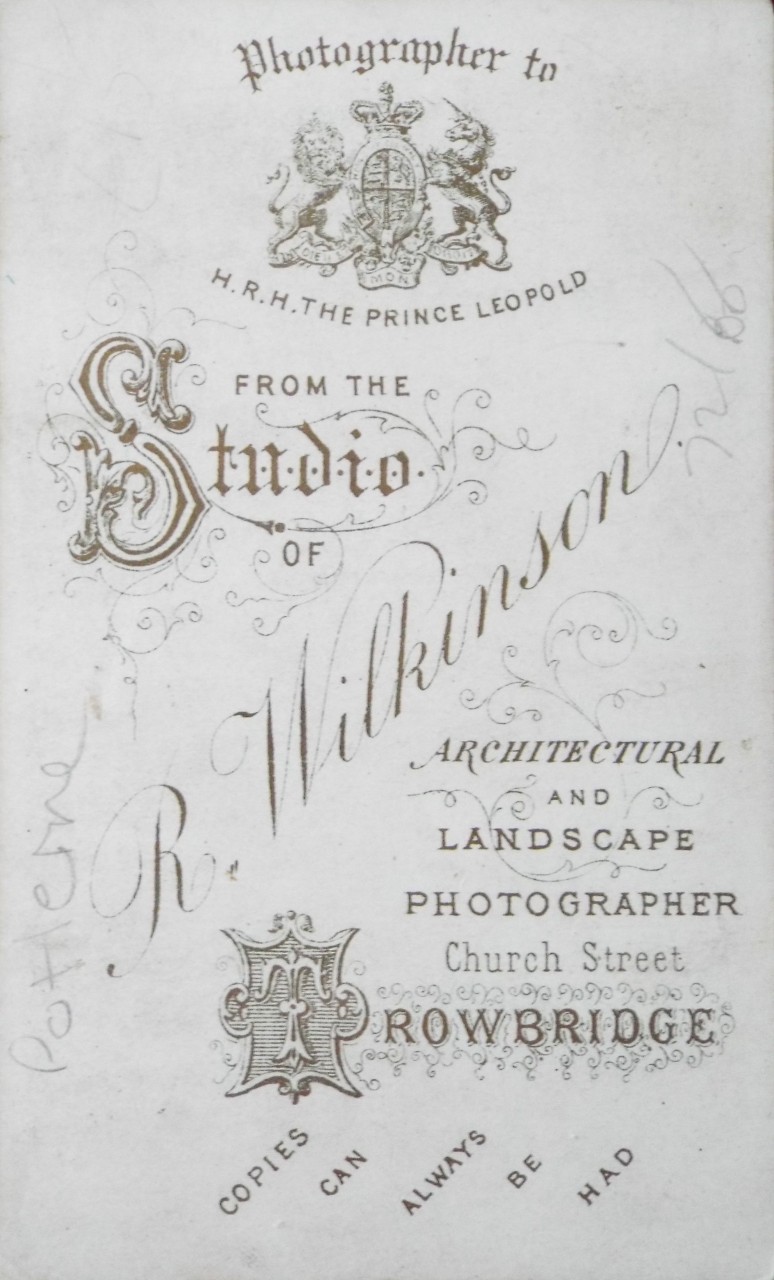 Photographer to
H.R.H. THE PRINCE LEOPOLD
FROM THE
Studio.
OF
R. Wilkinson.
ARCHITECTURAL
AND
LANDSCAPE
PHOTOGRAPHER
Church Street
TROWBRIDGE
COPIES CAN ALWAYS BE HAD
Potterne